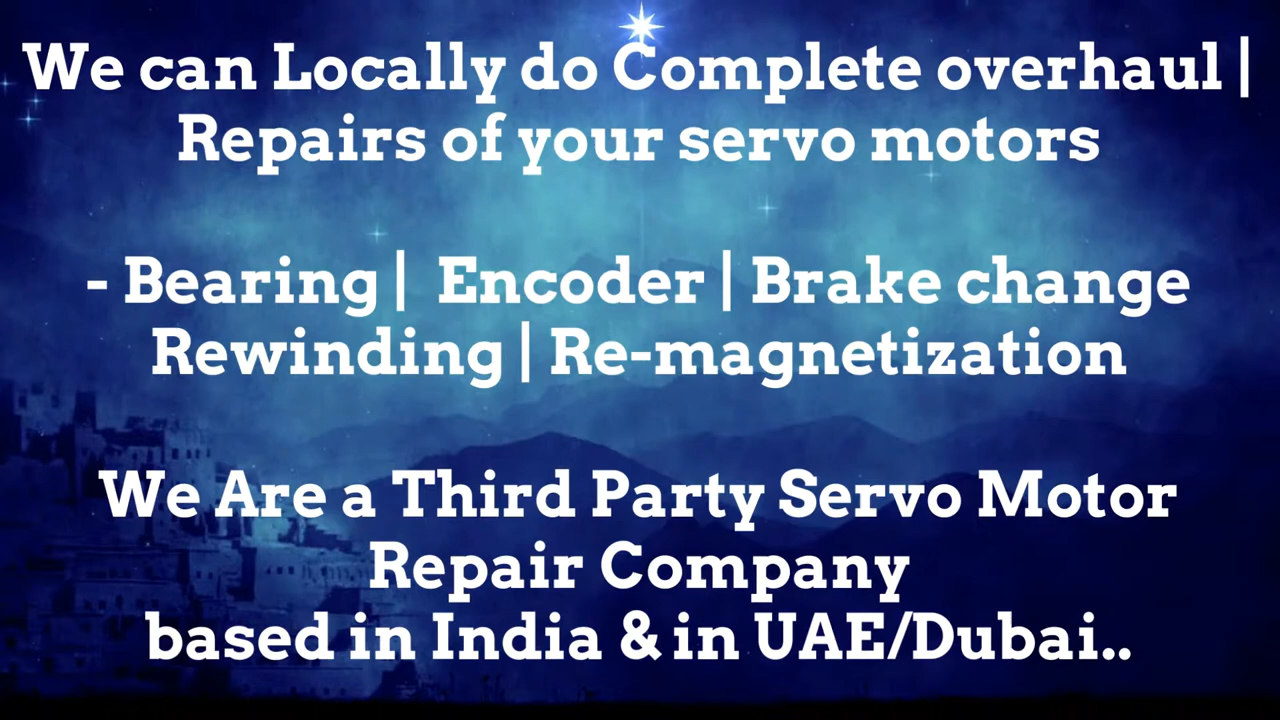 We can Locally do Complete overhaul |
Repairs of your servo motors
- Bearing | Encoder | Brake change
Rewinding | Re-magnetization
We Are a Third Party Servo Motor
Repair Company
based in India & in UAE/Dubai..